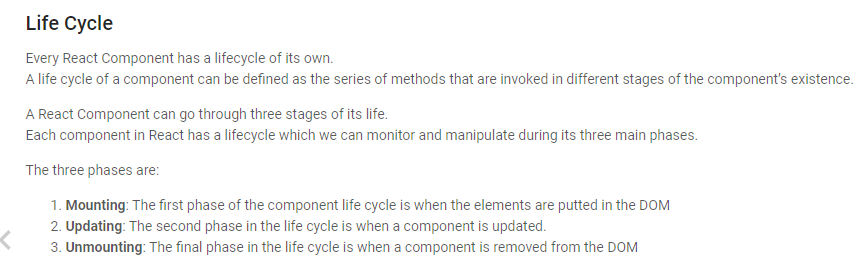 Life Cycle
Every React Component has a lifecycle of its own.
A life cycle of a component can be defined as the series of methods that are invoked in different stages of the component's existence.
A React Component can go through three stages of its life.
Each component in React has a lifecycle which we can monitor and manipulate during its three main phases.
The three phases are:
1. Mounting: The first phase of the component life cycle is when the elements are putted in the DOM
2. Updating: The second phase in the life cycle is when a component is updated.
3. Unmounting: The final phase in the life cycle is when a component is removed from the DOM